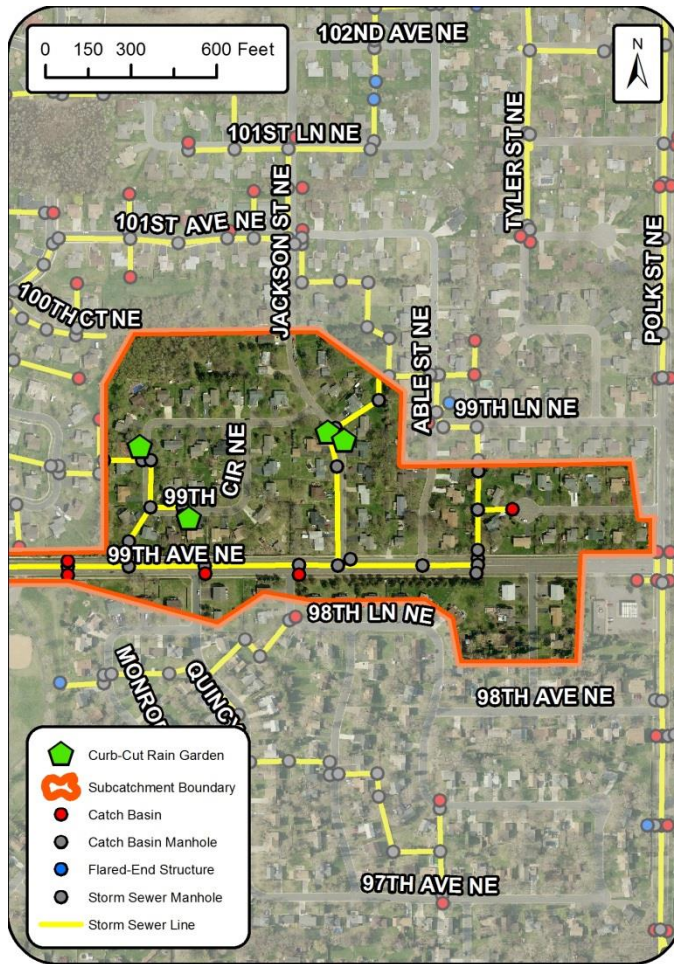 0 150 300 600 Feet
N
102ND AVE NE
101ST LN NE
TYLER ST NE
101ST AVE NE
JACKSON ST NE
POLK ST NE
100TH CT NE
ABLE ST NE
99TH LN NE
CIR NE
99TH
99TH AVE NE
98TH LN NE
MONRO
QUINCY
98TH AVE NE
97TH AVE NE
Curb-Cut Rain Garden
Subcatchment Boundary
Catch Basin
Catch Basin Manhole
Flared-End Structure
Storm Sewer Manhole
Storm Sewer Line